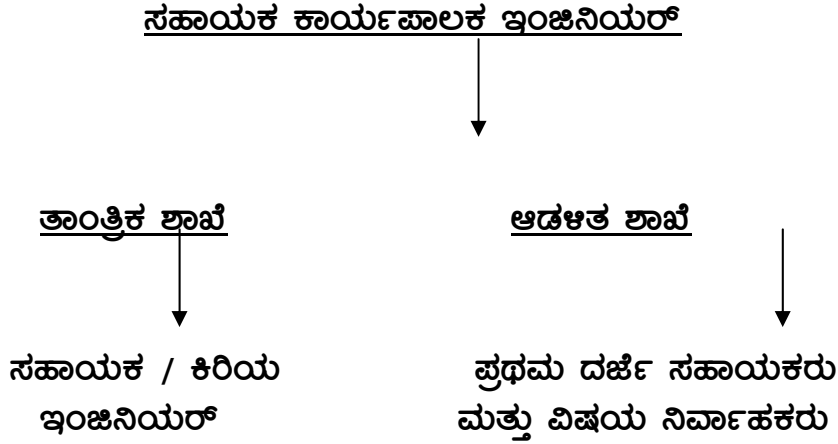 ಸಹಾಯಕ ಕಾರ್ಯಪಾಲಕ ಇಂಜಿನಿಯರ್
ತಾಂತ್ರಿಕ ಶಾಖೆ
ಆಡಳಿತ ಶಾಖೆ
ಸಹಾಯಕ / ಕಿರಿಯ
ಇಂಜಿನಿಯರ್
ಪ್ರಥಮ ದರ್ಜೆ ಸಹಾಯಕರು
ಮತ್ತು ವಿಷಯ ನಿರ್ವಾಹಕರು